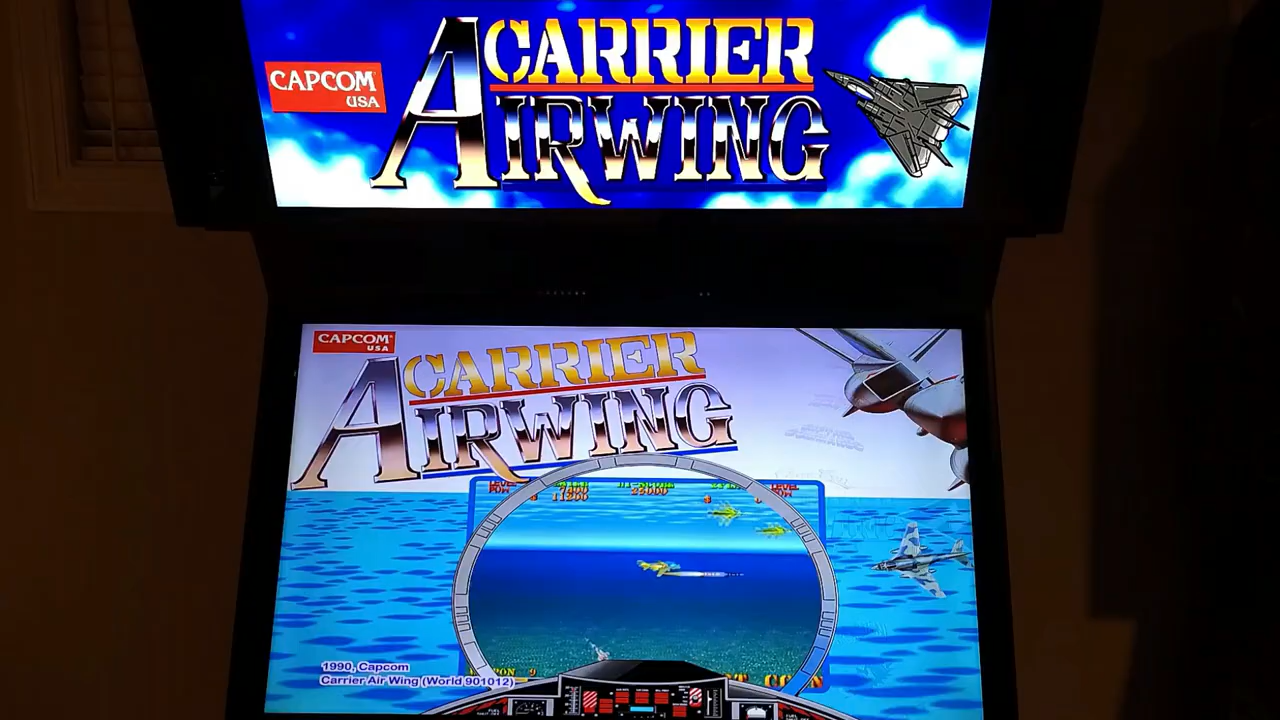 CAPCOM
USA
CARRIER
AIRWING
CAPCOM
USA
CARRIER
AIRWING
1990, Capcom
Carrier Air Wing (World 901012)